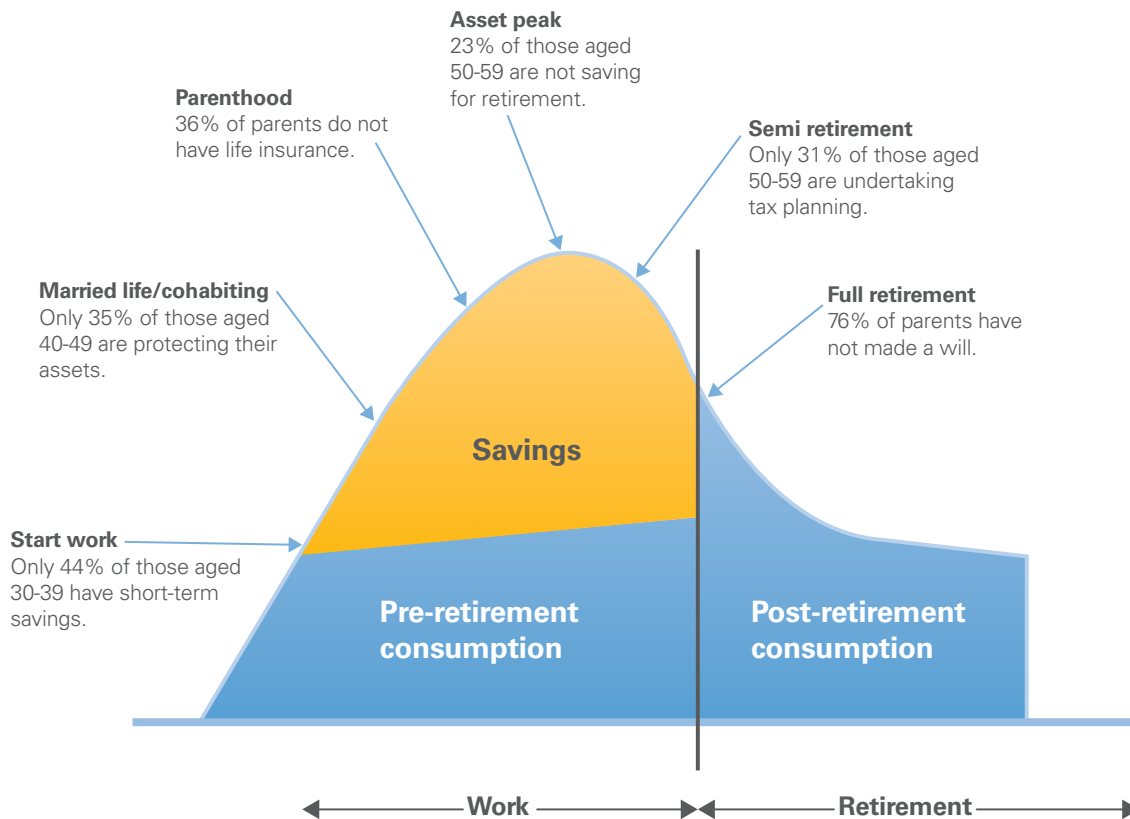 Asset peak
23% of those aged
50-59 are not saving
for retirement.
Parenthood
36% of parents do not
have life insurance.
Semi retirement
Only 31% of those aged
50-59 are undertaking
tax planning.
Married life/cohabiting
Only 35% of those aged
40-49 are protecting their
assets.
Full retirement
76% of parents have
not made a will.
Savings
Start work
Only 44% of those aged
30-39 have short-term
savings.
Pre-retirement
consumption
Post-retirement
consumption
Work
Retirement